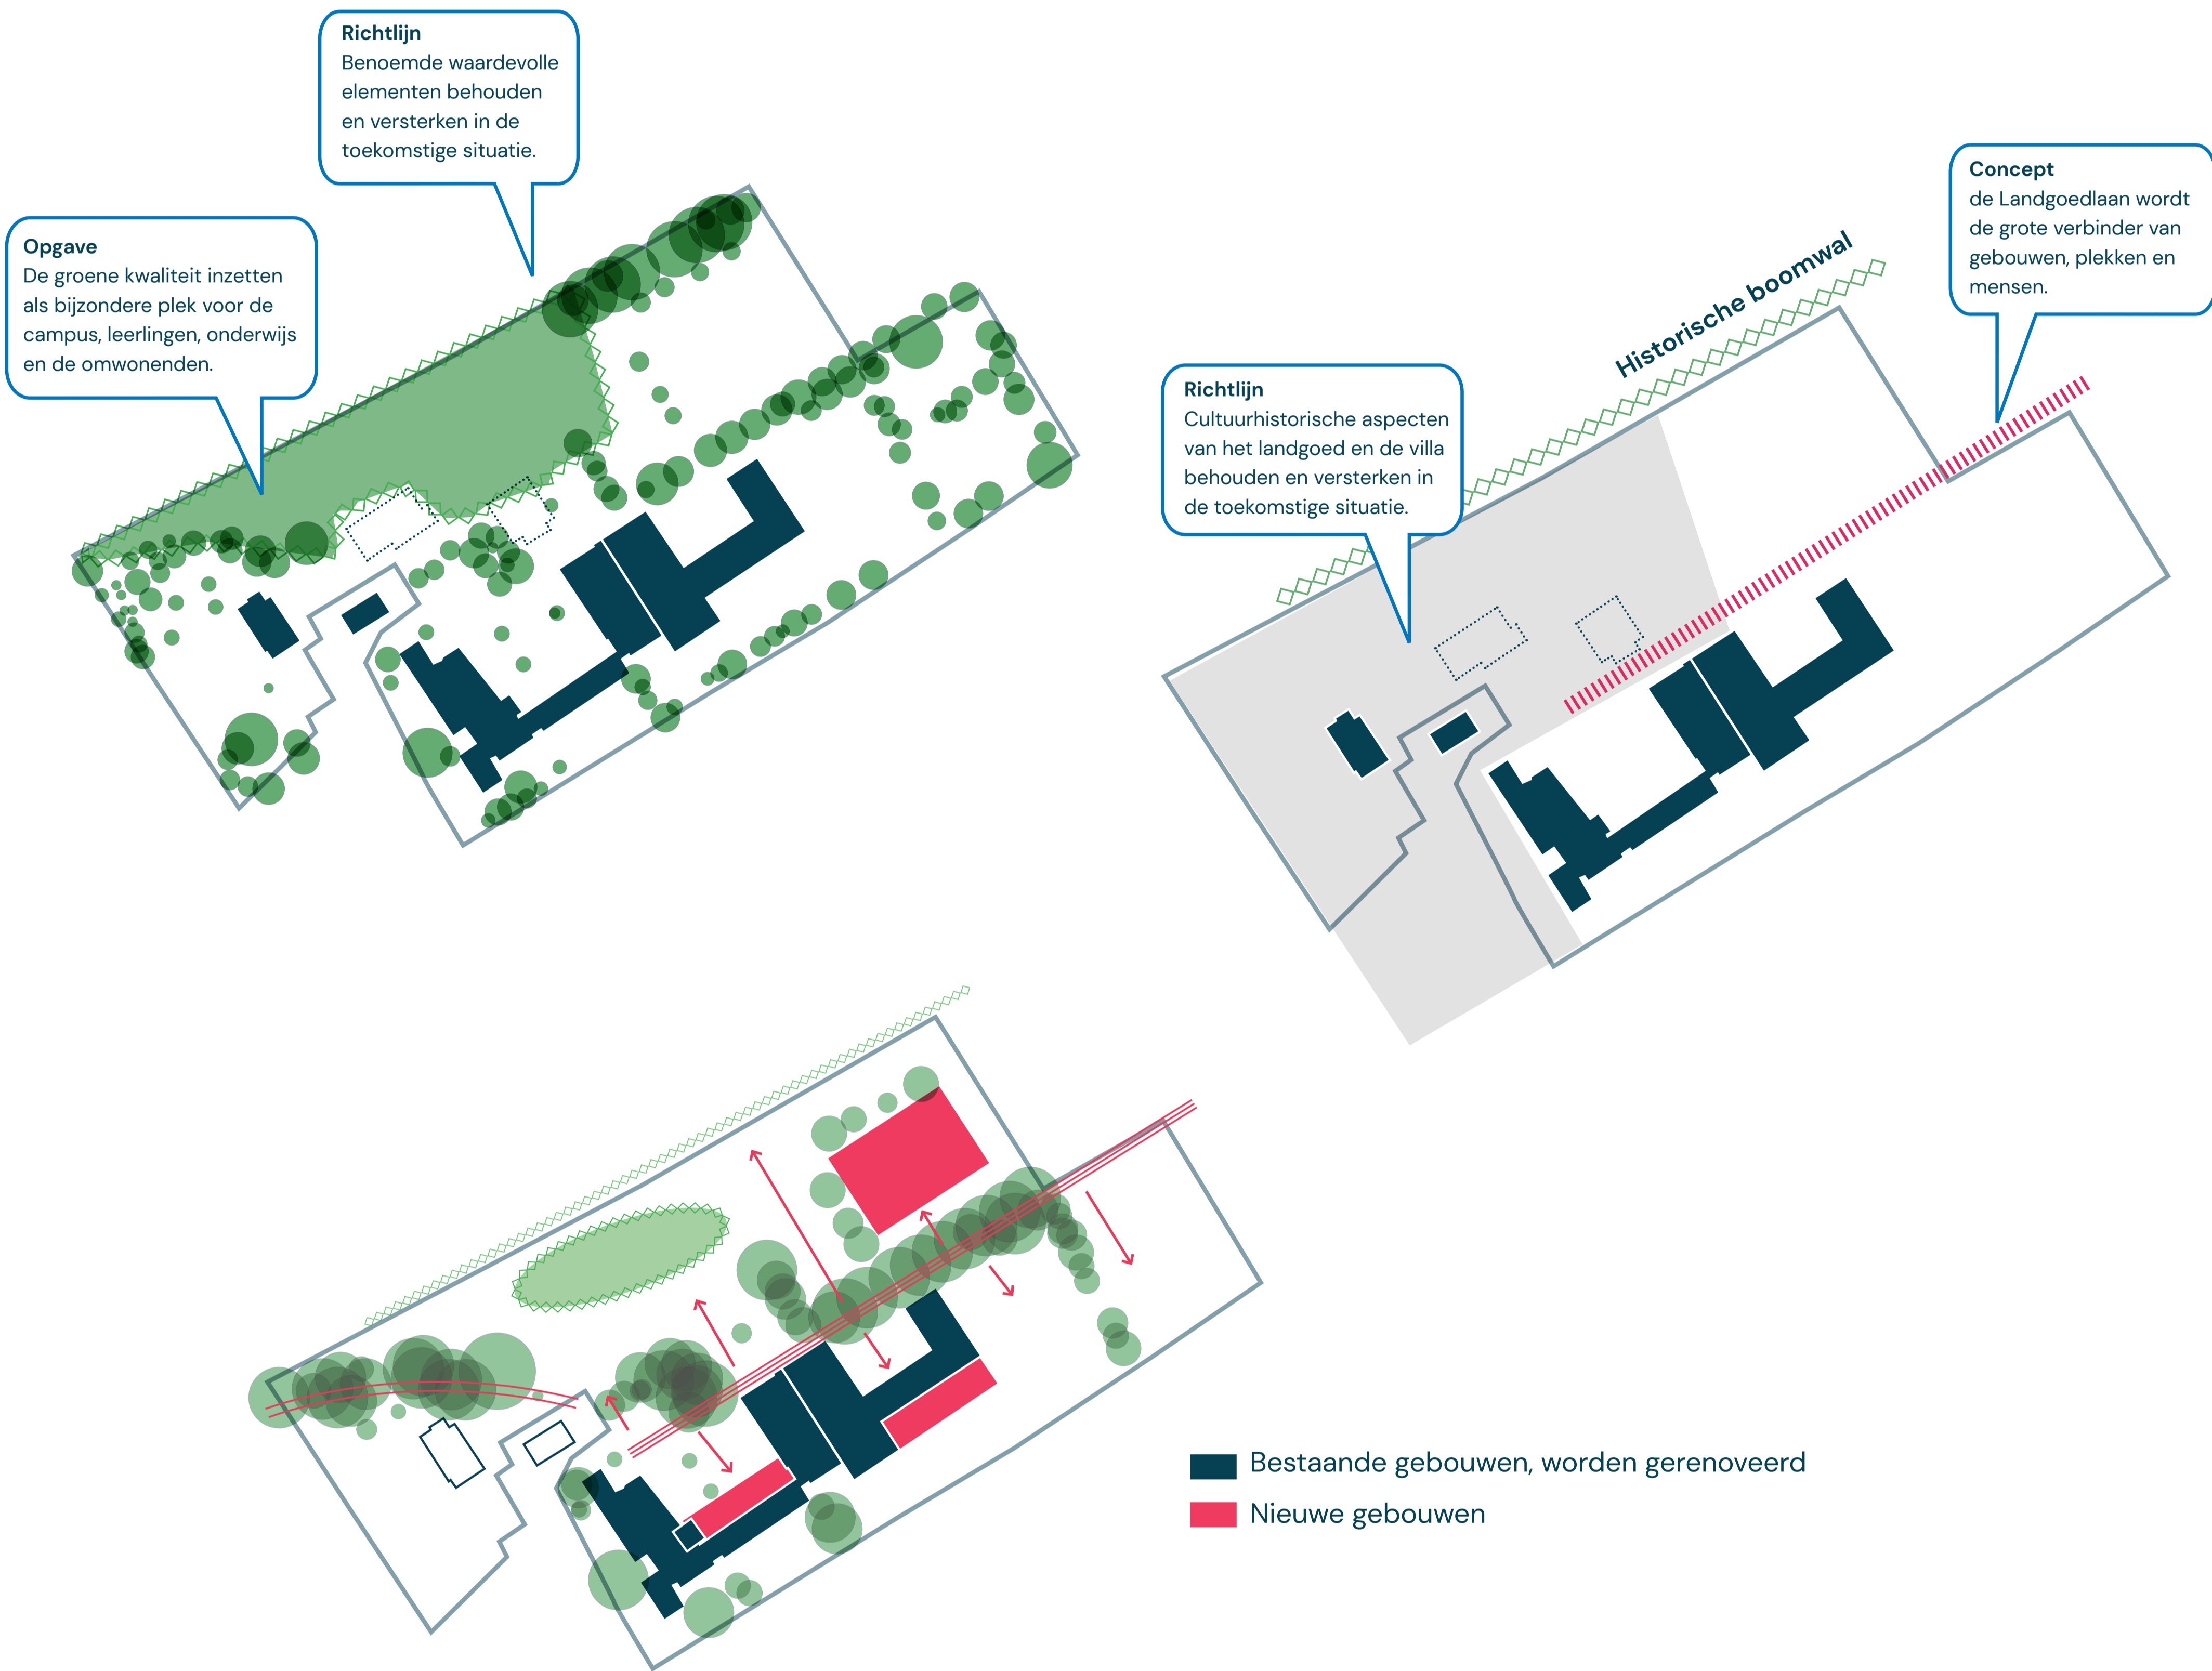 Richtlijn
Benoemde waardevolle
elementen behouden
en versterken in de
toekomstige situatie.
Opgave
De groene kwaliteit inzetten
als bijzondere plek voor de
campus, leerlingen, onderwijs
en de omwonenden.
Concept
de Landgoedlaan wordt
de grote verbinder van
gebouwen, plekken en
mensen.
Historische boomwal
Richtlijn
Cultuurhistorische aspecten
van het landgoed en de villa
behouden en versterken in
de toekomstige situatie.
Bestaande gebouwen, worden gerenoveerd
Nieuwe gebouwen